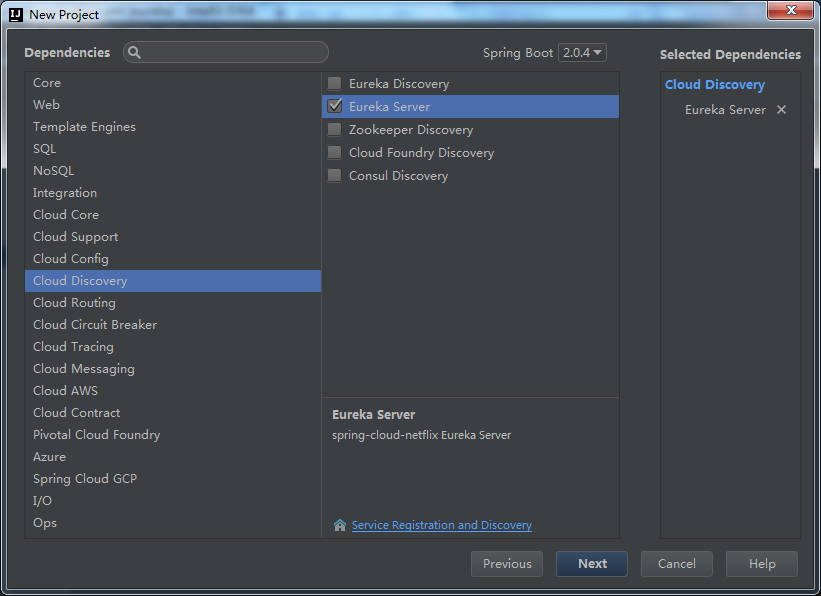 New Project
Dependencies
Spring Boot 2.0.4
Selected Dependencies
Core
Web
Template Engines
SQL
NoSQL
Integration
Cloud Core
Cloud Support
Cloud Config
Cloud Discovery
Cloud Routing
Cloud Circuit Breaker
Cloud Tracing
Cloud Messaging
Cloud AWS
Cloud Contract
Pivotal Cloud Foundry
Azure
Spring Cloud GCP
I/O
Ops
Eureka Discovery
Eureka Server
Zookeeper Discovery
Cloud Foundry Discovery
Consul Discovery
Eureka Server
spring-cloud-netflix Eureka Server
Service Registration and Discovery
Cloud Discovery
Eureka Server
Previous
Next
Cancel
Help